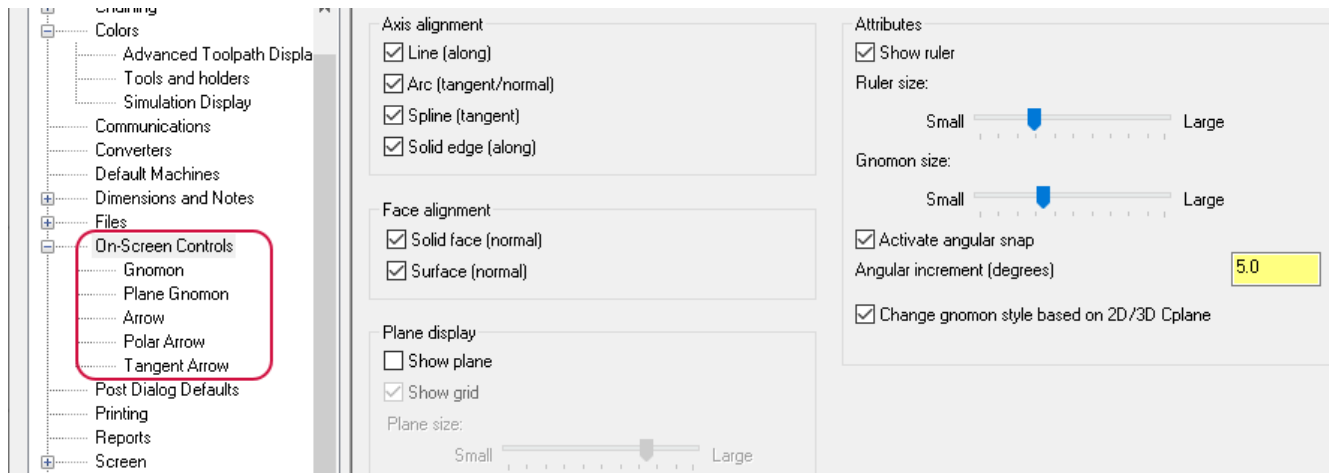 Chaining
Colors
Advanced Toolpath Displa
Tools and holders
Simulation Display
Communications
Converters
Default Machines
Dimensions and Notes
Files
On-Screen Controls
Gnomon
Plane Gnomon
Arrow
Polar Arrow
Tangent Arrow
Post Dialog Defaults
Printing
Reports
Screen
Axis alignment
Line (along)
Arc (tangent/normal)
Spline (tangent)
Solid edge (along)
Face alignment
Solid face (normal)
Surface (normal)
Plane display
Show plane
Show grid
Plane size:
Small Large
Attributes
Show ruler
Ruler size:
Small Large
Gnomon size:
Small Large
Activate angular snap
Angular increment (degrees) 5.0
Change gnomon style based on 2D/3D Cplane